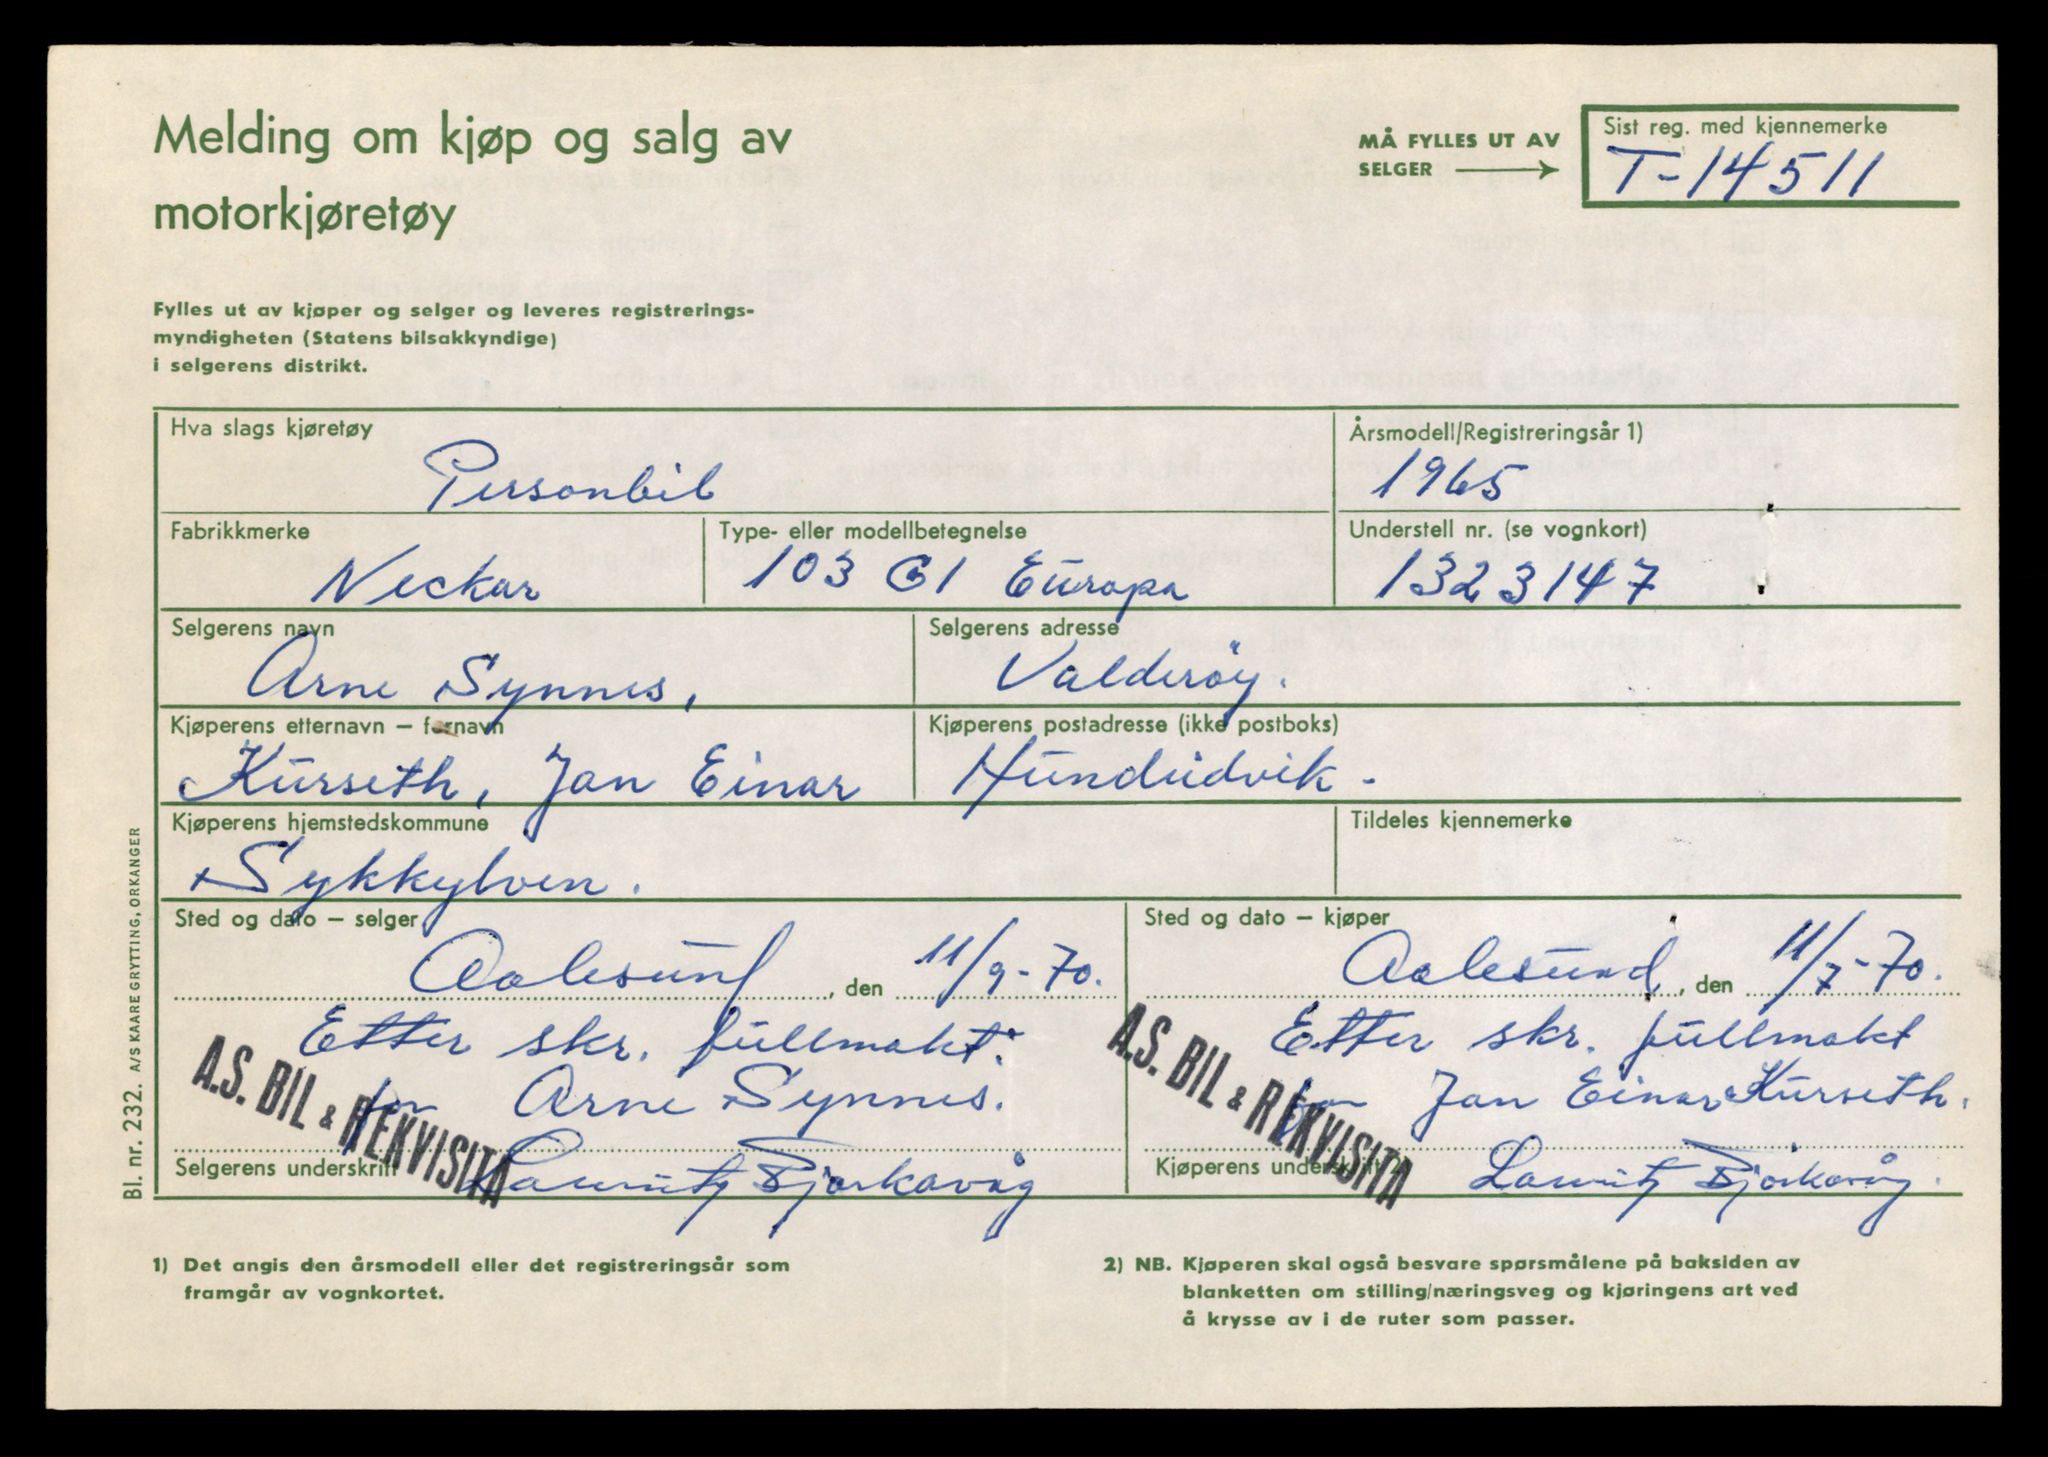 Melding om kjøp og salg av
motorkjøretøy
MÅ FYLLES UT AV
SELGER
Sist reg. med kjennemerke
T-14511
Fylles ut av kjøper og selger og leveres registrerings-
myndigheten (Statens bilsakkyndige)
i selgerens distrikt.
Hva slags kjøretøy
Personbil
Årsmodell/Registreringsår 1)
1965
Fabrikkmerke
Neckar
Type- eller modellbetegnelse
103 G1 Europa
Understell nr. (se vognkort)
1323147
Selgerens navn
Arne Synnes,
Selgerens adresse
Valderöy.
Kjøperens etternavn – fornavn
Kurseth, Jan Einar
Kjøperens postadresse (ikke postboks)
Hundeidvik -
Kjøperens hjemstedskommune
Sykkylven.
Tildeles kjennemerke
Sted og dato – selger
Aalesund, den 11/9-70.
Etter skr. fullmakt.
for Arne Synnes.
A.S. BIL & REKVISITA
Selgerens underskrift
Lauritz Bjørkavåg
Sted og dato – kjøper
Aalesund, den 11/7-70.
Etter skr. fullmakt
for Jan Einar Kurseth.
A.S. BIL & REKVISITA
Kjøperens underskrift 2)
Lauritz Bjørkavåg.
1) Det angis den årsmodell eller det registreringsår som
framgår av vognkortet.
2) NB. Kjøperen skal også besvare spørsmålene på baksiden av
blanketten om stilling/næringsveg og kjøringens art ved
å krysse av i de ruter som passer.
Bl. nr. 232. A/S KAARE GRYTTING, ORKANGER